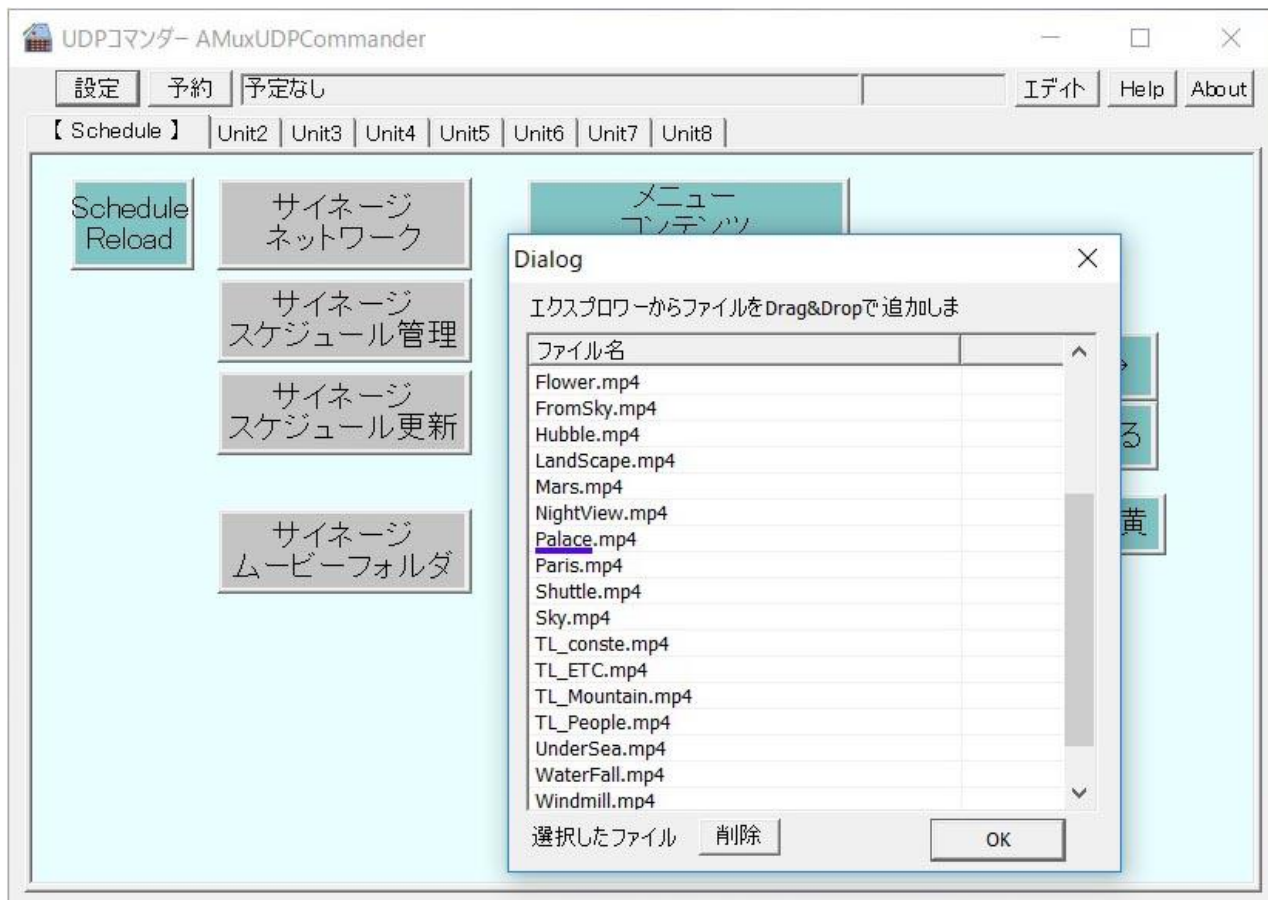 UDPコマンダー AMuxUDPCommander
設定 予約 予定なし エディト Help About
【 Schedule 】 Unit2 Unit3 Unit4 Unit5 Unit6 Unit7 Unit8
Schedule
Reload
サイネージ
ネットワーク
メニュー
コンテンツ
サイネージ
スケジュール管理
サイネージ
スケジュール更新
サイネージ
ムービーフォルダ
る
黄
Dialog
エクスプロワーからファイルをDrag&Dropで追加しま
ファイル名
Flower.mp4
FromSky.mp4
Hubble.mp4
LandScape.mp4
Mars.mp4
NightView.mp4
Palace.mp4
Paris.mp4
Shuttle.mp4
Sky.mp4
TL_conste.mp4
TL_ETC.mp4
TL_Mountain.mp4
TL_People.mp4
UnderSea.mp4
WaterFall.mp4
Windmill.mp4
選択したファイル 削除 OK